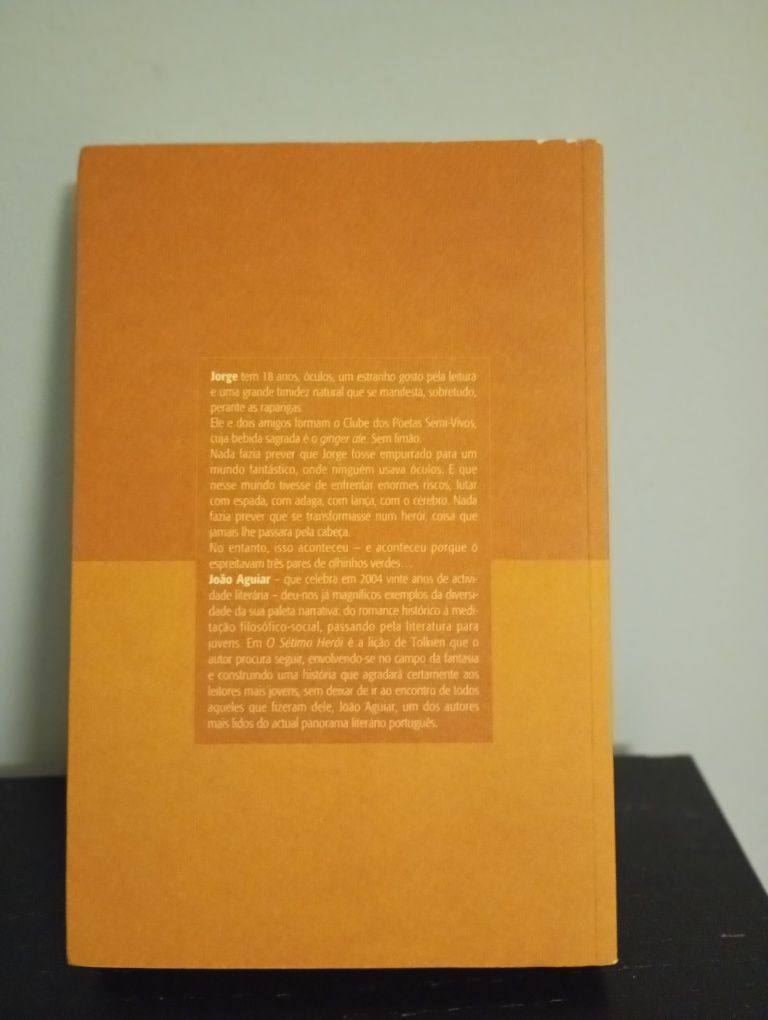 Jorge tem 18 anos, óculos, um estranho gosto pela leitura
e uma grande timidez natural que se manifesta, sobretudo,
perante as raparigas.
Ele e dois amigos formam o Clube dos Poetas Semi-Vivos,
cuja bebida sagrada é o ginger ale. Sem limão.
Nada fazia prever que Jorge fosse empurrado para um
mundo fantástico, onde ninguém usava óculos. E que
nesse mundo tivesse de enfrentar enormes riscos, lutar
com espada, com adaga, com lança, com o cérebro. Nada
fazia prever que se transformasse num herói, coisa que
jamais lhe passara pela cabeça.
No entanto, isso aconteceu – e aconteceu porque o
espreitavam três pares de olhinhos verdes…
João Aguiar – que celebra em 2004 vinte anos de activi-
dade literária – deu-nos já magníficos exemplos da diversi-
dade da sua paleta narrativa: do romance histórico à medi-
tação filosófico-social, passando pela literatura para
jovens. Em O Sétimo Herói é a lição de Tolkien que o
autor procura seguir, envolvendo-se no campo da fantasia
e construindo uma história que agradará certamente aos
leitores mais jovens, sem deixar de ir ao encontro de todos
aqueles que fizeram dele, João Aguiar, um dos autores
mais lidos do actual panorama literário português.